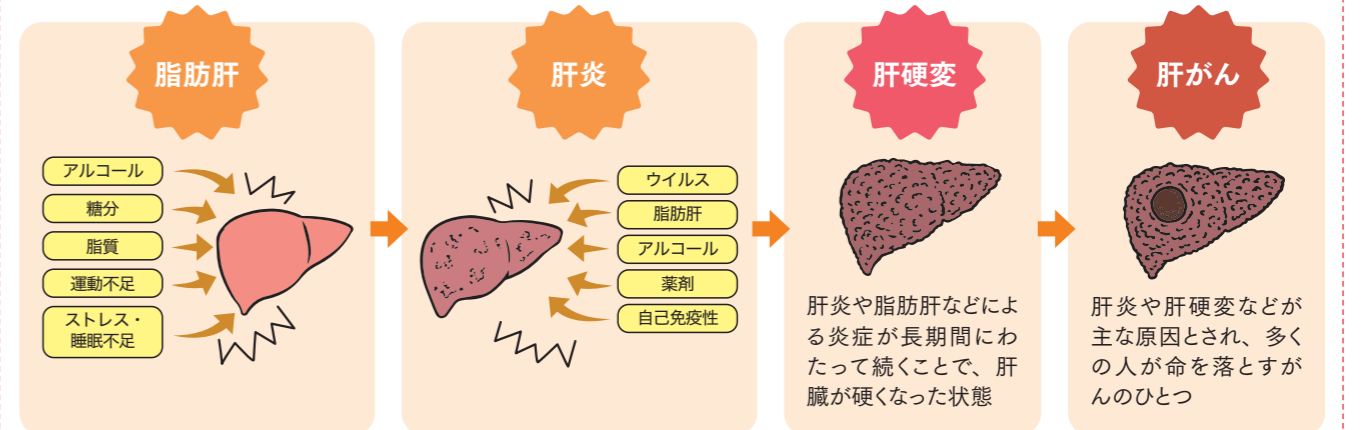 脂肪肝
アルコール
糖分
脂質
運動不足
ストレス・
睡眠不足
肝炎
ウイルス
脂肪肝
アルコール
薬剤
自己免疫性
肝硬変
肝炎や脂肪肝などによ
る炎症が長期間にわ
たって続くことで、肝
臓が硬くなった状態
肝がん
肝炎や肝硬変などが
主な原因とされ、多く
の人が命を落とすが
んのひとつ